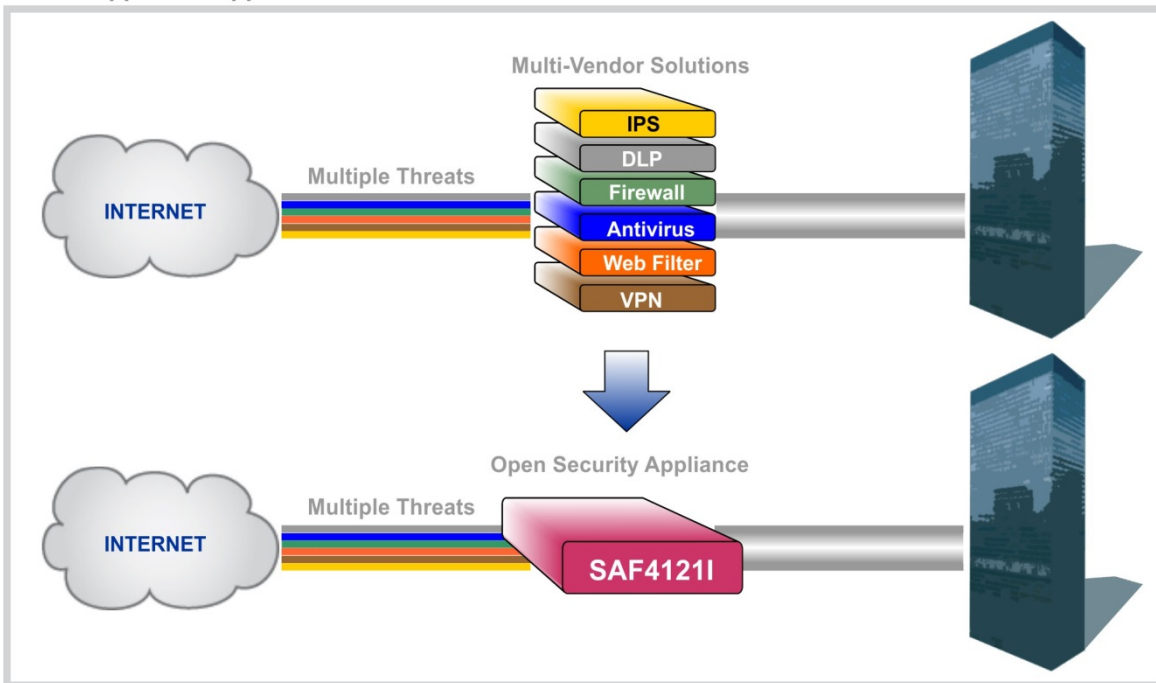 Multi-Vendor Solutions
IPS
DLP
Multiple Threats
Firewall
INTERNET
Antivirus
Web Filter
VPN
Open Security Appliance
Multiple Threats
INTERNET
SAF4121I